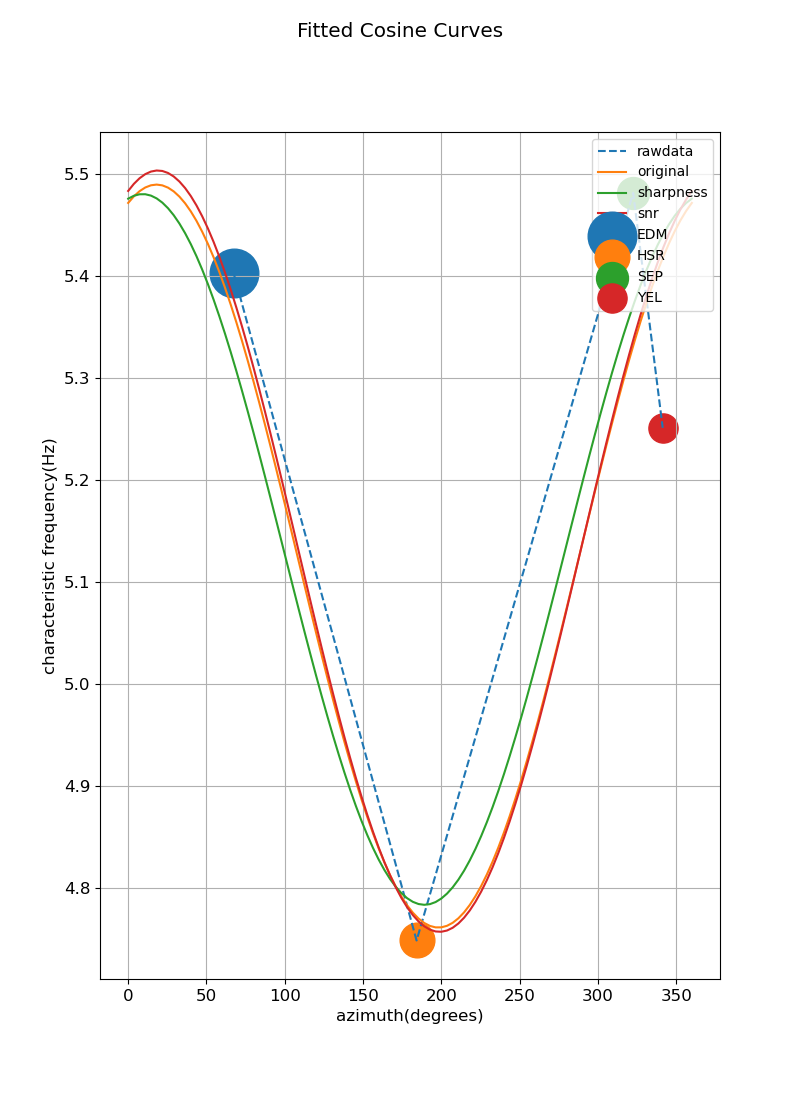 Fitted Cosine Curves
rawdata
original
sharpness
snr
EDM
HSR
SEP
YEL
5.5
5.4
5.3
5.2
5.1
5.0
4.9
4.8
characteristic frequency(Hz)
0 50 100 150 200 250 300 350
azimuth(degrees)